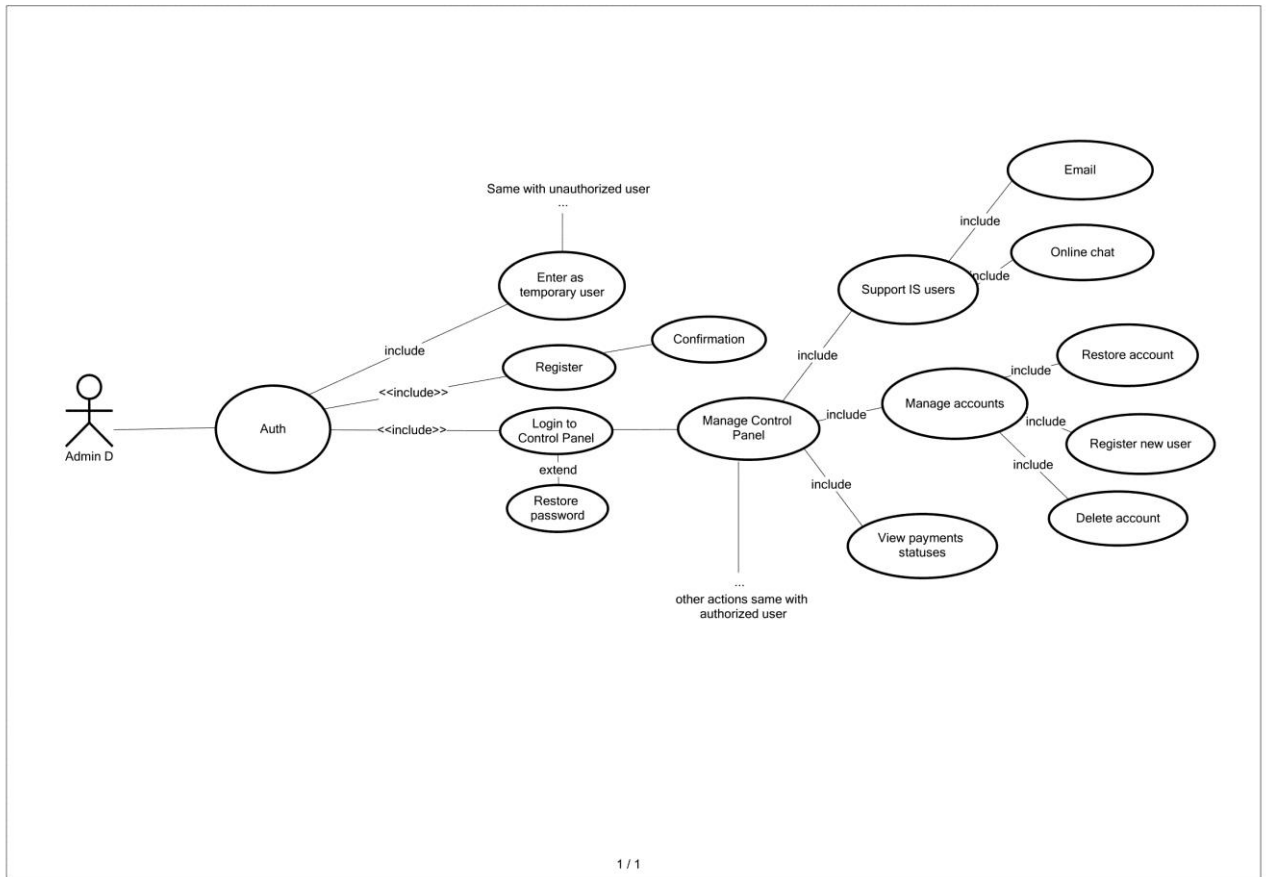 Email
Same with unauthorized user
...
include
Online chat
include
Enter as
temporary user
Support IS users
include
Confirmation
include
Restore account
Register
include
<<include>>
Manage accounts
include
Manage Control
Panel
include
Register new user
Admin D
Auth
<<include>>
Login to
Control Panel
extend
include
include
Delete account
Restore
password
View payments
statuses
...
other actions same with
authorized user
1 / 1